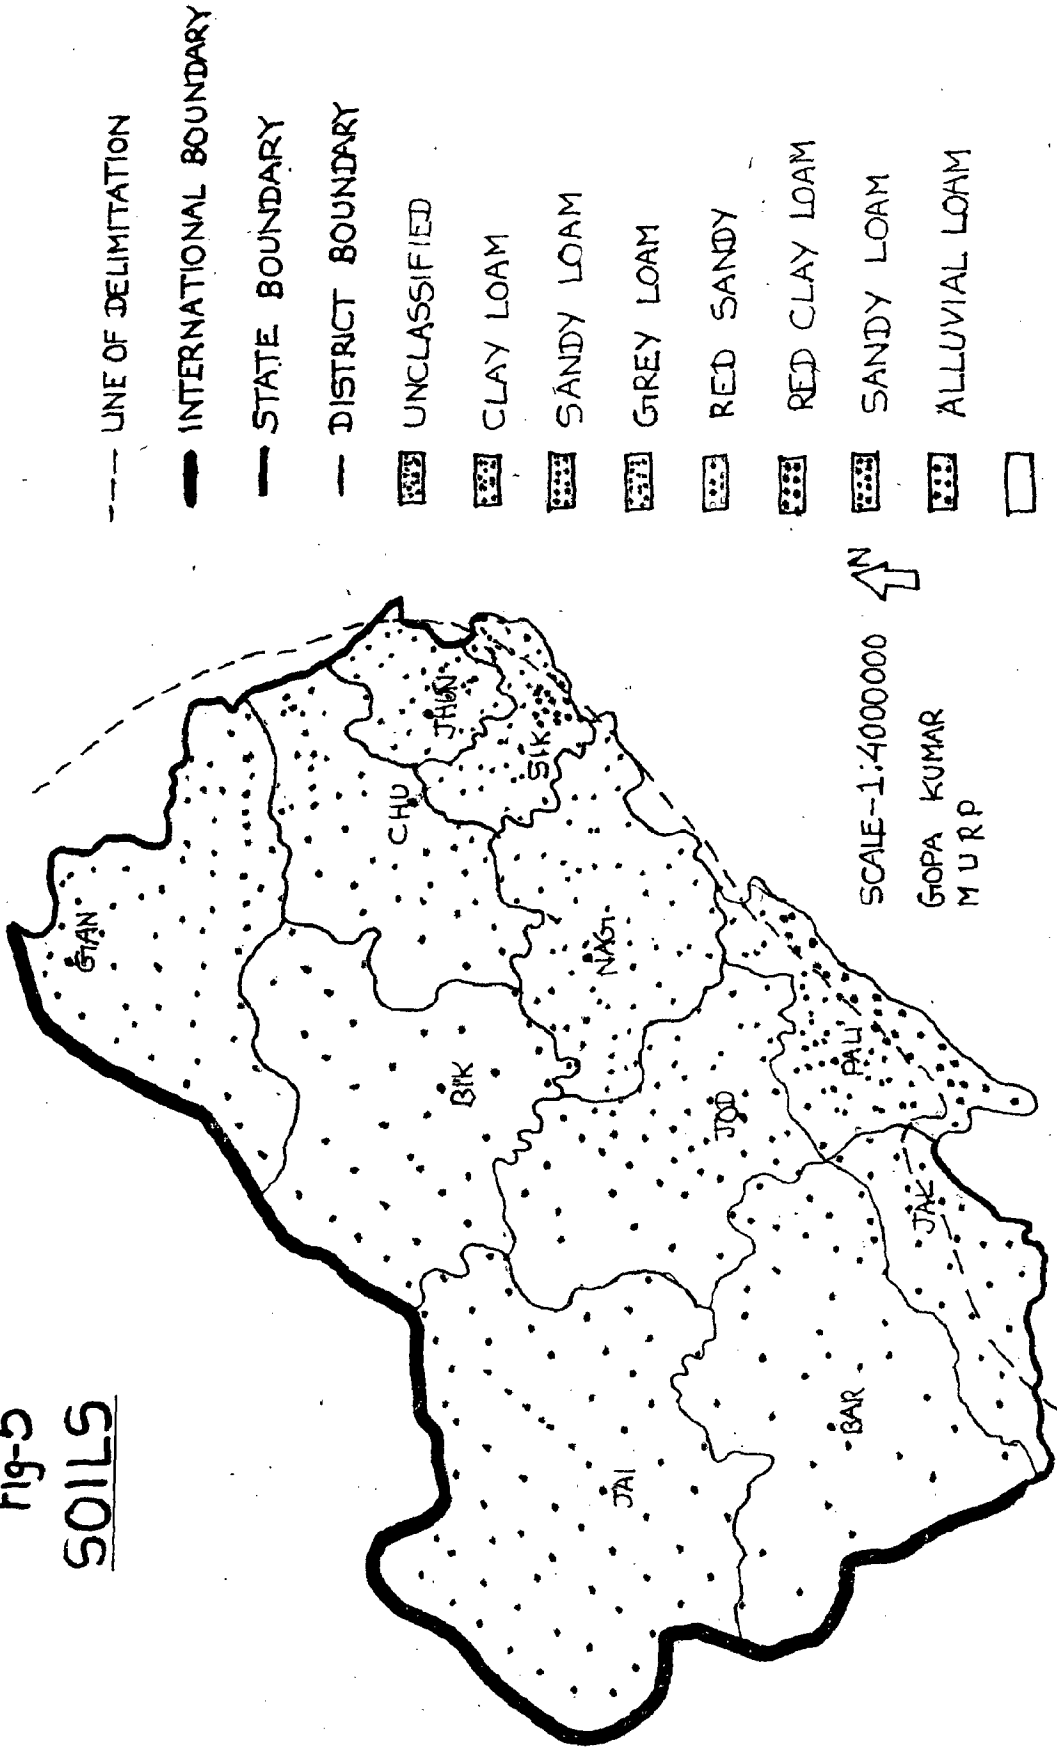 Fig-5
SOILS
GAN
BIK
CHU
JHUN
SIK
NAG
JOD
PALI
JAI
BAR
JAL
--- LINE OF DELIMITATION
INTERNATIONAL BOUNDARY
STATE BOUNDARY
DISTRICT BOUNDARY
UNCLASSIFIED
CLAY LOAM
SANDY LOAM
GREY LOAM
RED SANDY
RED CLAY LOAM
SANDY LOAM
ALLUVIAL LOAM
N
SCALE-1:4000000
GOPA KUMAR
M U R P